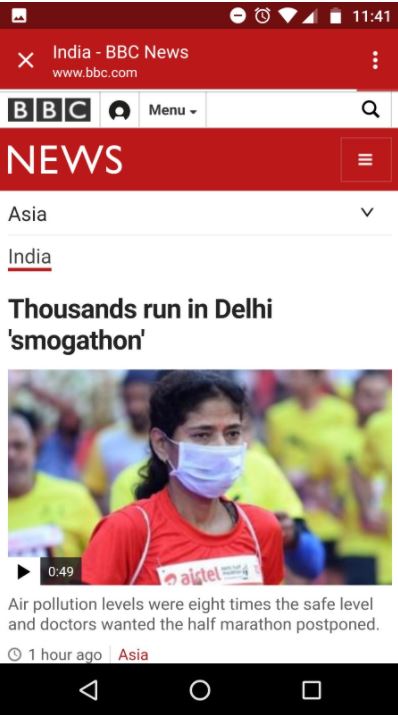 11:41
India - BBC News
www.bbc.com
BBC
Menu
NEWS
Asia
India
Thousands run in Delhi
'smogathon'
airtel
0:49
Air pollution levels were eight times the safe level
and doctors wanted the half marathon postponed.
1 hour ago Asia